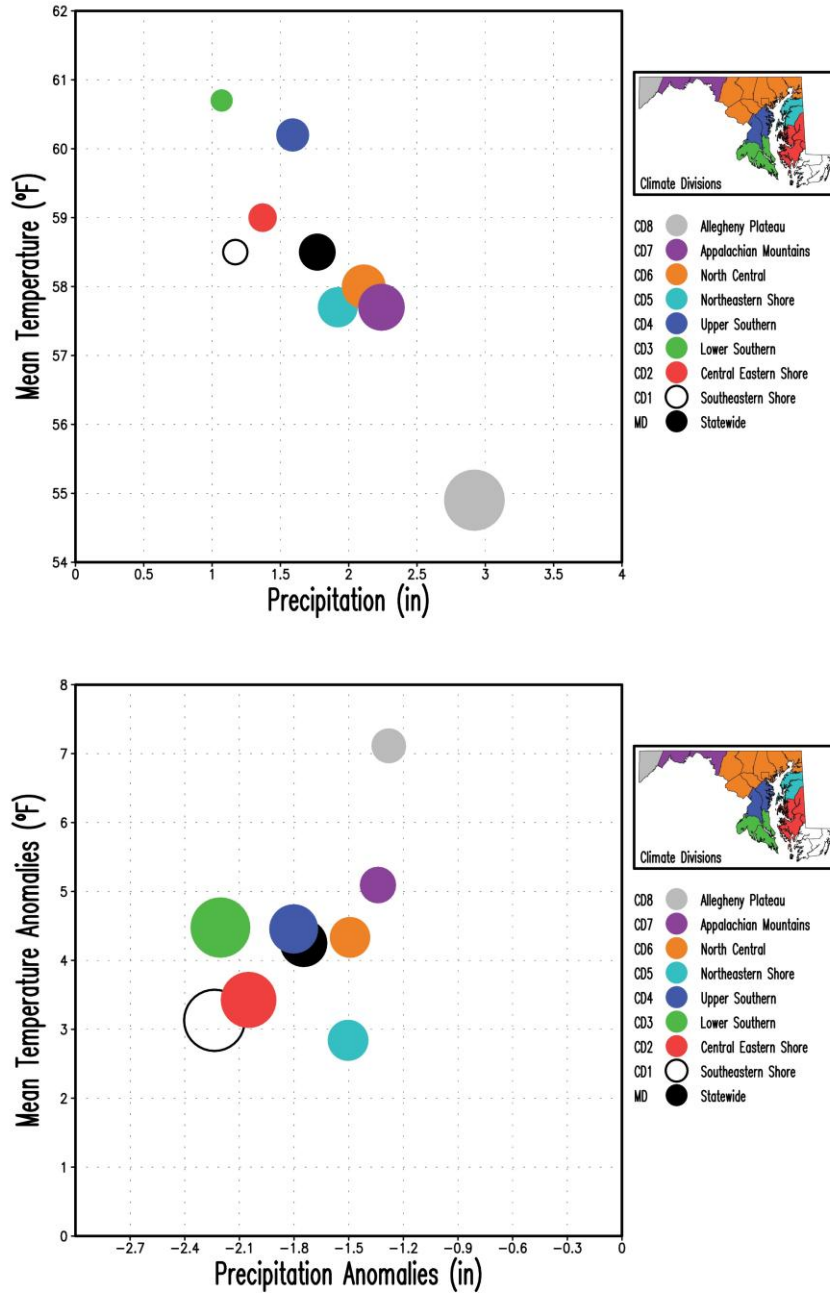 62
61
60
59
58
57
56
55
54
Mean Temperature (°F)
0 0.5 1 1.5 2 2.5 3 3.5 4
Precipitation (in)
Climate Divisions
CD8 Allegheny Plateau
CD7 Appalachian Mountains
CD6 North Central
CD5 Northeastern Shore
CD4 Upper Southern
CD3 Lower Southern
CD2 Central Eastern Shore
CD1 Southeastern Shore
MD Statewide
8
7
6
5
4
3
2
1
0
Mean Temperature Anomalies (°F)
-2.7 -2.4 -2.1 -1.8 -1.5 -1.2 -0.9 -0.6 -0.3 0
Precipitation Anomalies (in)
Climate Divisions
CD8 Allegheny Plateau
CD7 Appalachian Mountains
CD6 North Central
CD5 Northeastern Shore
CD4 Upper Southern
CD3 Lower Southern
CD2 Central Eastern Shore
CD1 Southeastern Shore
MD Statewide